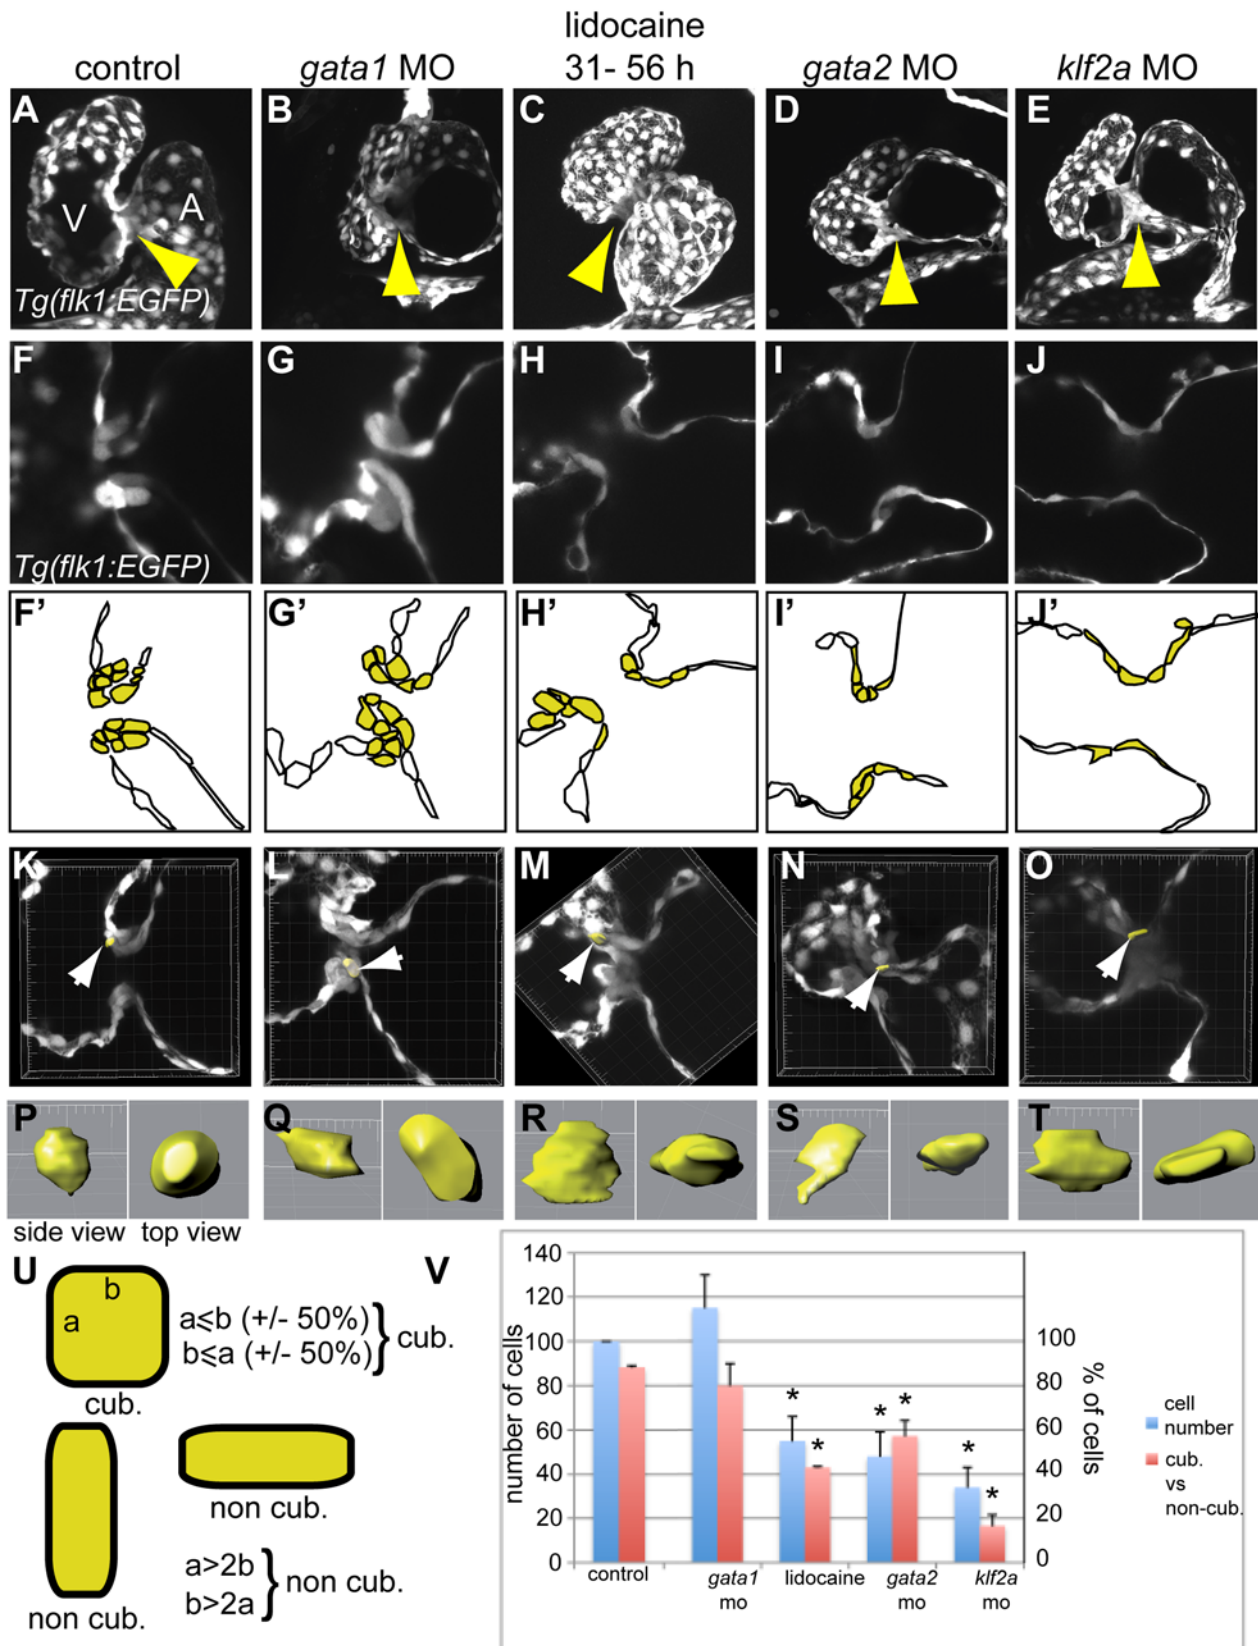 lidocaine
control gata1 MO 31- 56 h gata2 MO klf2a MO
A B C D E
V A
Tg(flk1:EGFP)
F G H I J
Tg(flk1:EGFP)
F' G' H' I' J'
K L M N O
P Q R S T
side view top view
U
b
a
a⩽b (+/- 50%)
b⩽a (+/- 50%)
cub.
cub.
non cub.
non cub.
a>2b
b>2a
non cub.
V
140
120
100
80
60
40
20
0
number of cells
* * * * * *
100
80
60
40
20
0
% of cells
cell
number
cub.
vs
non-cub.
control gata1 lidocaine gata2 klf2a
mo mo mo